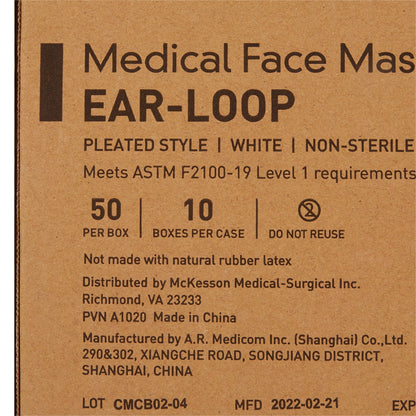 Medical Face Mas
EAR-LOOP
PLEATED STYLE | WHITE | NON-STERILE
Meets ASTM F2100-19 Level 1 requirements
50 | 10 | 2
PER BOX | BOXES PER CASE | DO NOT REUSE
Not made with natural rubber latex
Distributed by McKesson Medical-Surgical Inc.
Richmond, VA 23233
PVN A1020 Made in China
Manufactured by A.R. Medicom Inc. (Shanghai) Co.,Ltd.
290&302, XIANGCHE ROAD, SONGJIANG DISTRICT,
SHANGHAI, CHINA
LOT CMCB02-04 MFD 2022-02-21 EXP